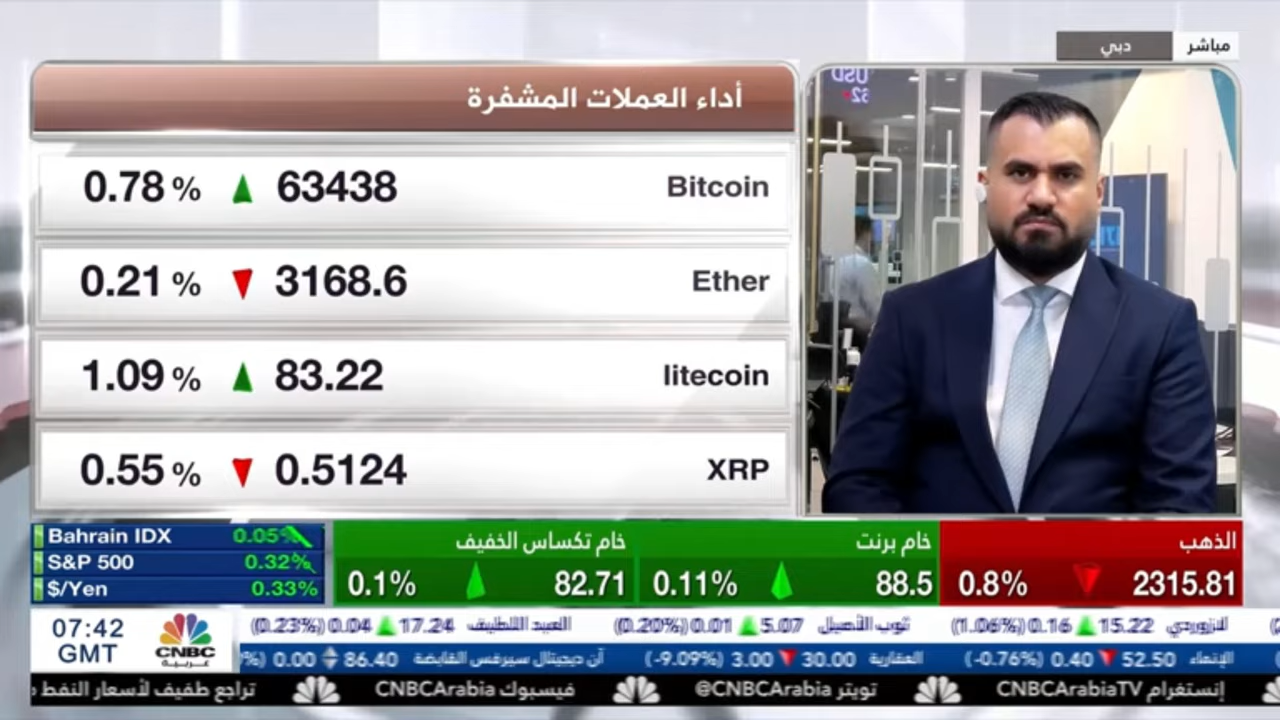 مباشر دبي
أداء العملات المشفرة
Bitcoin 63438 0.78 %
Ether 3168.6 0.21 %
litecoin 83.22 1.09 %
XRP 0.5124 0.55 %
USD
الذهب
2315.81 0.8%
خام برنت
88.5 0.11%
خام تكساس الخفيف
82.71 0.1%
Bahrain IDX 0.05%
S&P 500 0.32%
$/Yen 0.33%
07:42
GMT
CNBC
عربية
15.22 0.16 (1.06%) ثوب الأصيل 5.07 0.01 (0.20%) العبد اللطيف 17.24 0.04 (0.23%)
الإنماء 52.50 0.40 (-0.76%) العقارية 30.00 3.00 (-9.09%) آن ديجيتال سيرفس القابضة 86.40 0.00
إنستغرام CNBCArabiaTV تويتر @CNBCArabia فيسبوك CNBCArabia تراجع طفيف لأسعار النفط